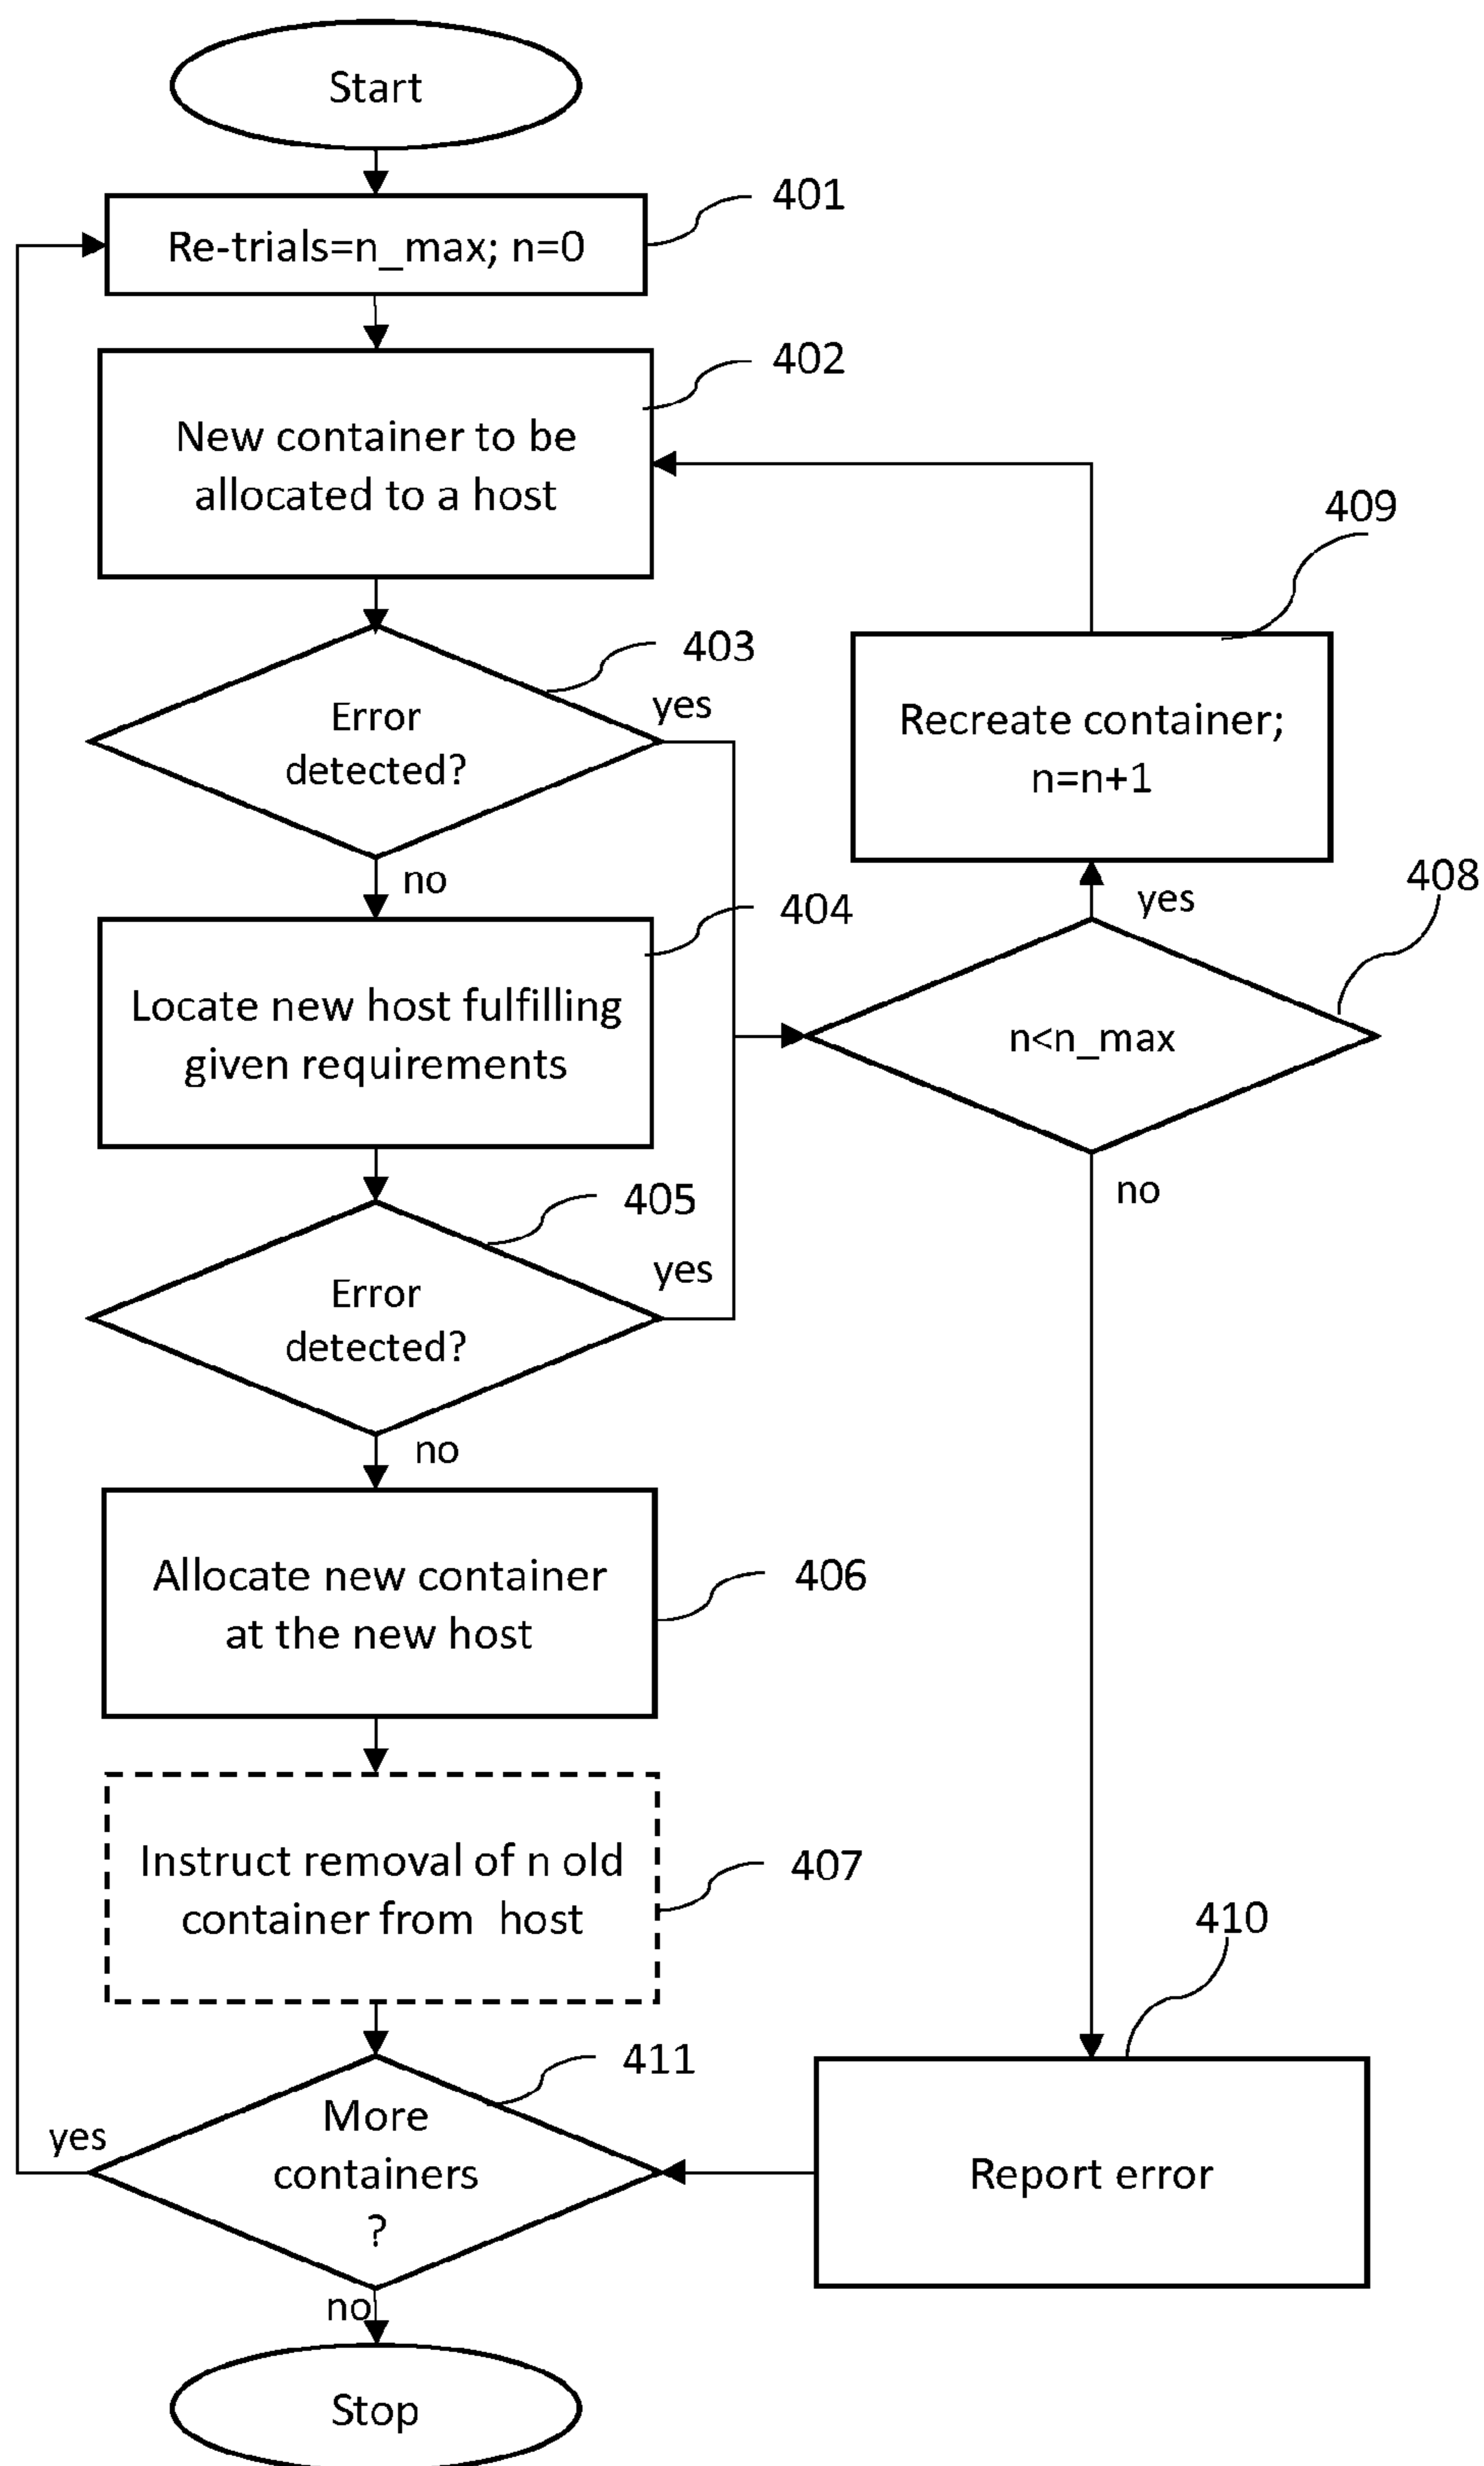 Start
401
Re-trials=n_max; n=0
402
New container to be
allocated to a host
409
403
yes
Error
detected?
Recreate container;
n=n+1
no
408
yes
404
Locate new host fulfilling
given requirements
n<n_max
no
405
yes
Error
detected?
no
Allocate new container
at the new host
406
Instruct removal of n old
container from host
407
410
411
More
containers
?
yes
Report error
no
Stop